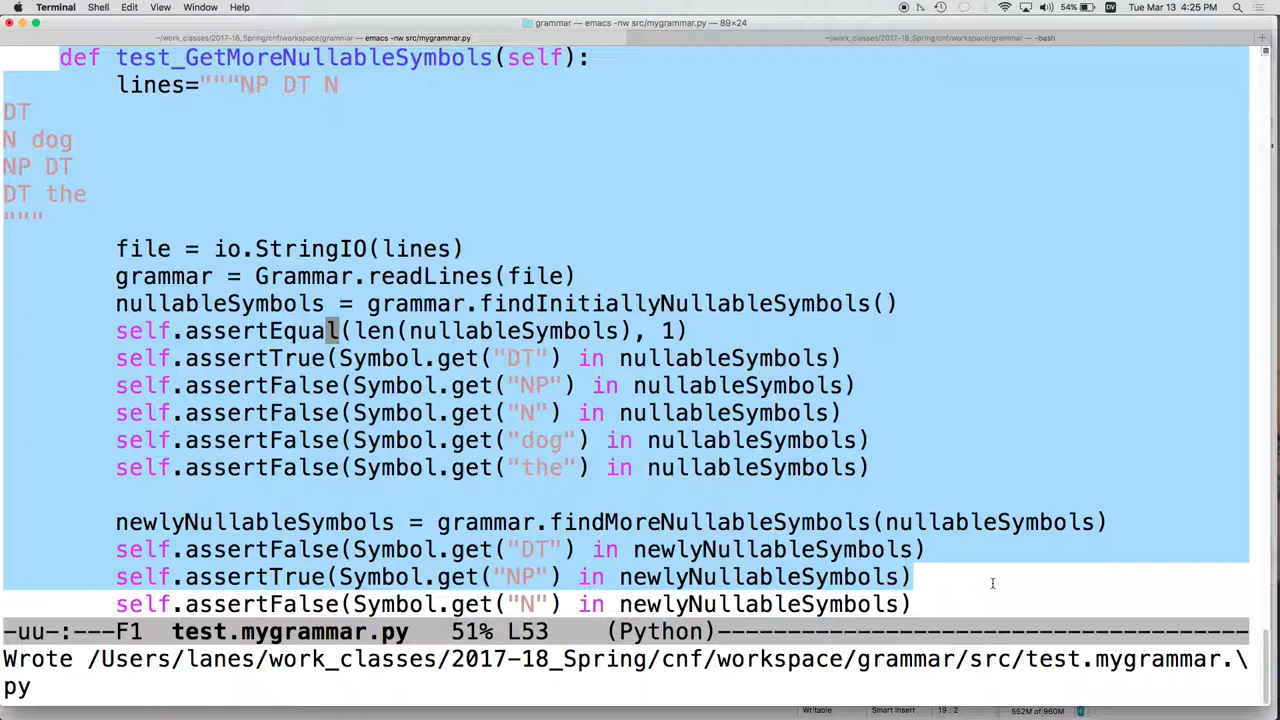 Terminal Shell Edit View Window Help 54% Tue Mar 13 4:25 PM
grammar — emacs -nw src/mygrammar.py — 89×24
~/work_classes/2017-18_Spring/cnf/workspace/grammar — emacs -nw src/mygrammar.py ~/work_classes/2017-18_Spring/cnf/workspace/grammar — -bash
def test_GetMoreNullableSymbols(self):
lines="""NP DT N
DT
N dog
NP DT
DT the
"""
file = io.StringIO(lines)
grammar = Grammar.readLines(file)
nullableSymbols = grammar.findInitiallyNullableSymbols()
self.assertEqual(len(nullableSymbols), 1)
self.assertTrue(Symbol.get("DT") in nullableSymbols)
self.assertFalse(Symbol.get("NP") in nullableSymbols)
self.assertFalse(Symbol.get("N") in nullableSymbols)
self.assertFalse(Symbol.get("dog") in nullableSymbols)
self.assertFalse(Symbol.get("the") in nullableSymbols)
newlyNullableSymbols = grammar.findMoreNullableSymbols(nullableSymbols)
self.assertFalse(Symbol.get("DT") in newlyNullableSymbols)
self.assertTrue(Symbol.get("NP") in newlyNullableSymbols)
self.assertFalse(Symbol.get("N") in newlyNullableSymbols)
-uu-:---F1 test.mygrammar.py 51% L53 (Python)--------------------------------------
Wrote /Users/lanes/work_classes/2017-18_Spring/cnf/workspace/grammar/src/test.mygrammar.\
py
Writable Smart Insert 19 : 2 552M of 960M